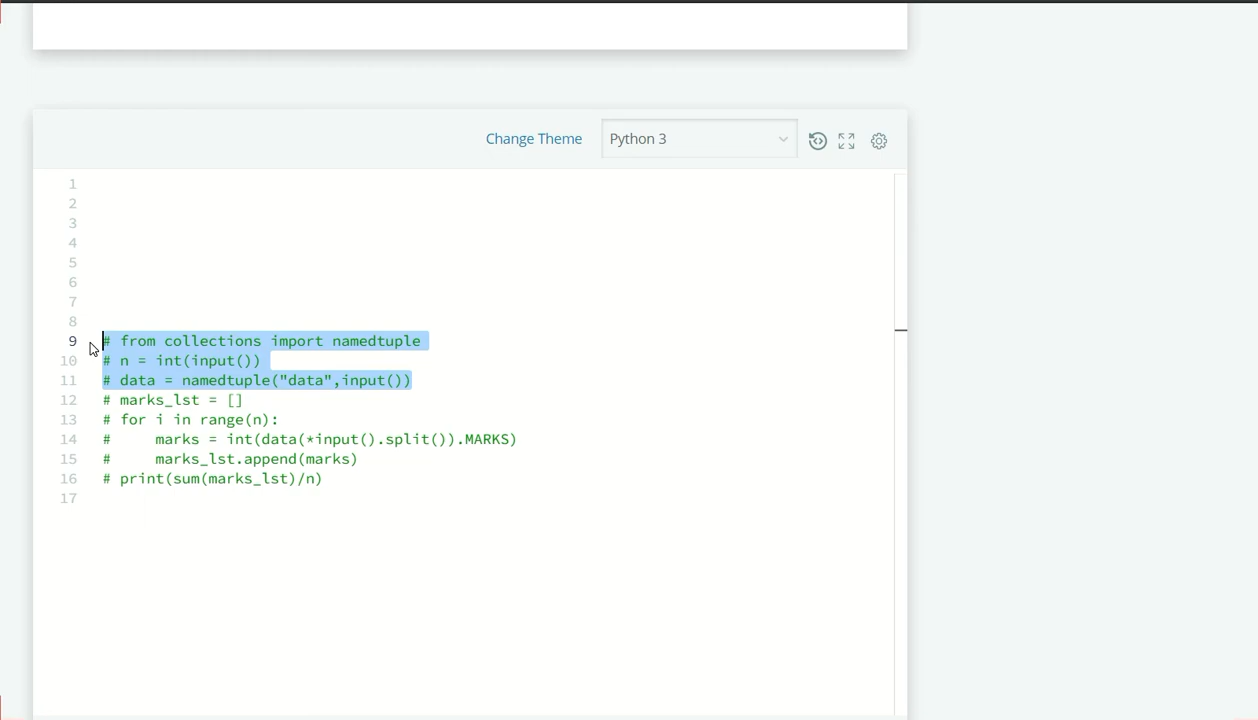 Change Theme
Python 3
1
2
3
4
5
6
7
8
9 # from collections import namedtuple
10 # n = int(input())
11 # data = namedtuple("data",input())
12 # marks_lst = []
13 # for i in range(n):
14 #     marks = int(data(*input().split()).MARKS)
15 #     marks_lst.append(marks)
16 # print(sum(marks_lst)/n)
17